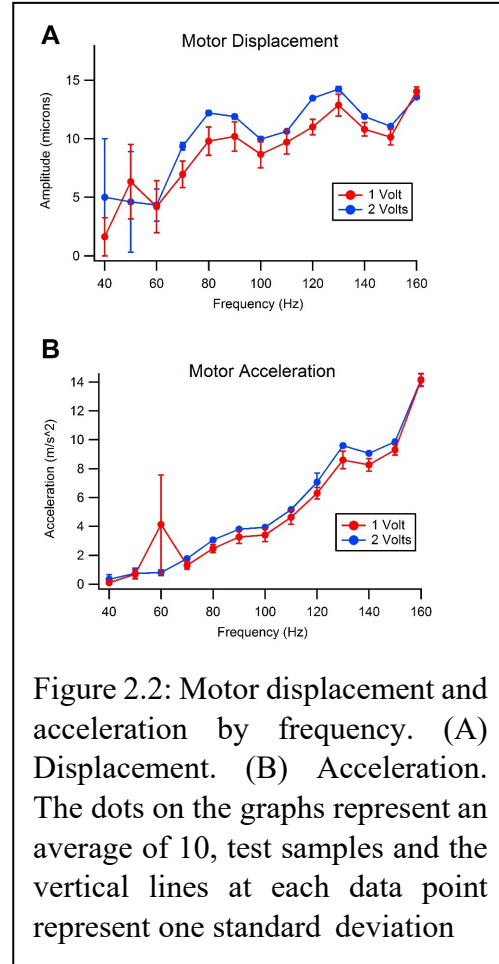 A
Motor Displacement
15
10
5
0
Amplitude (microns)
1 Volt
2 Volts
40 60 80 100 120 140 160
Frequency (Hz)
B
Motor Acceleration
14
12
10
8
6
4
2
0
Acceleration (m/s^2)
1 Volt
2 Volts
40 60 80 100 120 140 160
Frequency (Hz)
Figure 2.2: Motor displacement and
acceleration by frequency. (A)
Displacement. (B) Acceleration.
The dots on the graphs represent an
average of 10, test samples and the
vertical lines at each data point
represent one standard deviation